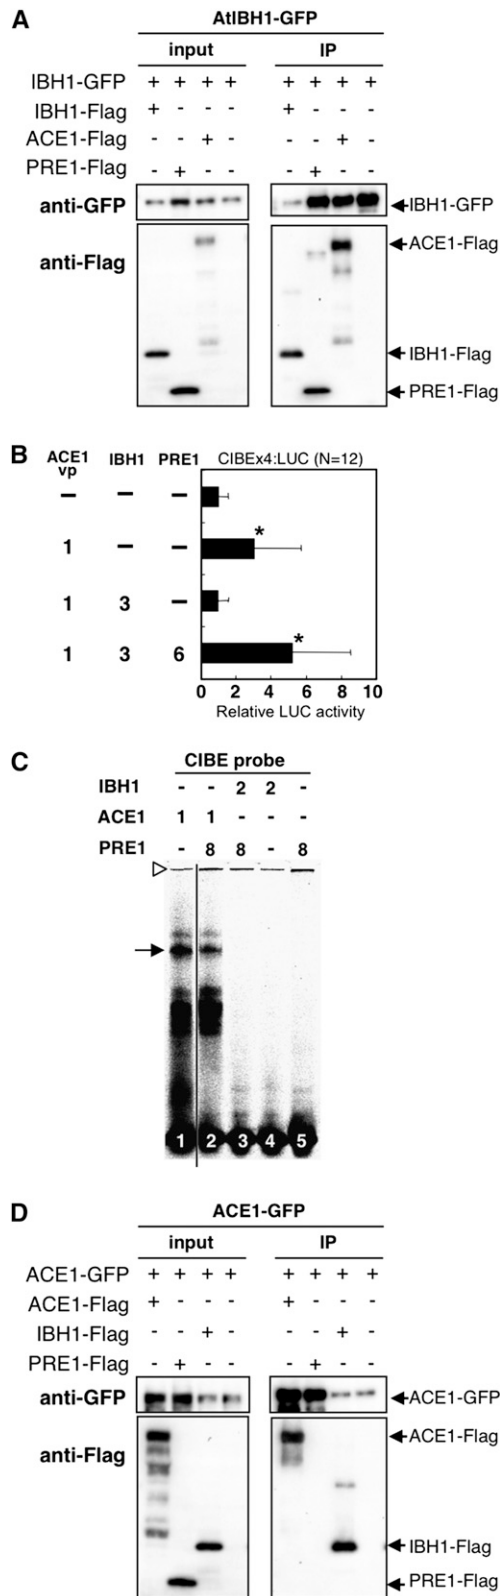 A
AtIBH1-GFP
input IP
IBH1-GFP + + + + + + + +
IBH1-Flag + - - - + - - -
ACE1-Flag - - + - - - + -
PRE1-Flag - + - - - + - -
anti-GFP IBH1-GFP
anti-Flag ACE1-Flag
IBH1-Flag
PRE1-Flag
B
ACE1 vp IBH1 PRE1 CIBEx4:LUC (N=12)
– – –
1 – – *
1 3 –
1 3 6 *
0 2 4 6 8 10
Relative LUC activity
C
CIBE probe
IBH1 - - 2 2 -
ACE1 1 1 - - -
PRE1 - 8 8 - 8
1 2 3 4 5
D
ACE1-GFP
input IP
ACE1-GFP + + + + + + + +
ACE1-Flag + - - - + - - -
IBH1-Flag - - + - - - + -
PRE1-Flag - + - - - + - -
anti-GFP ACE1-GFP
anti-Flag ACE1-Flag
IBH1-Flag
PRE1-Flag